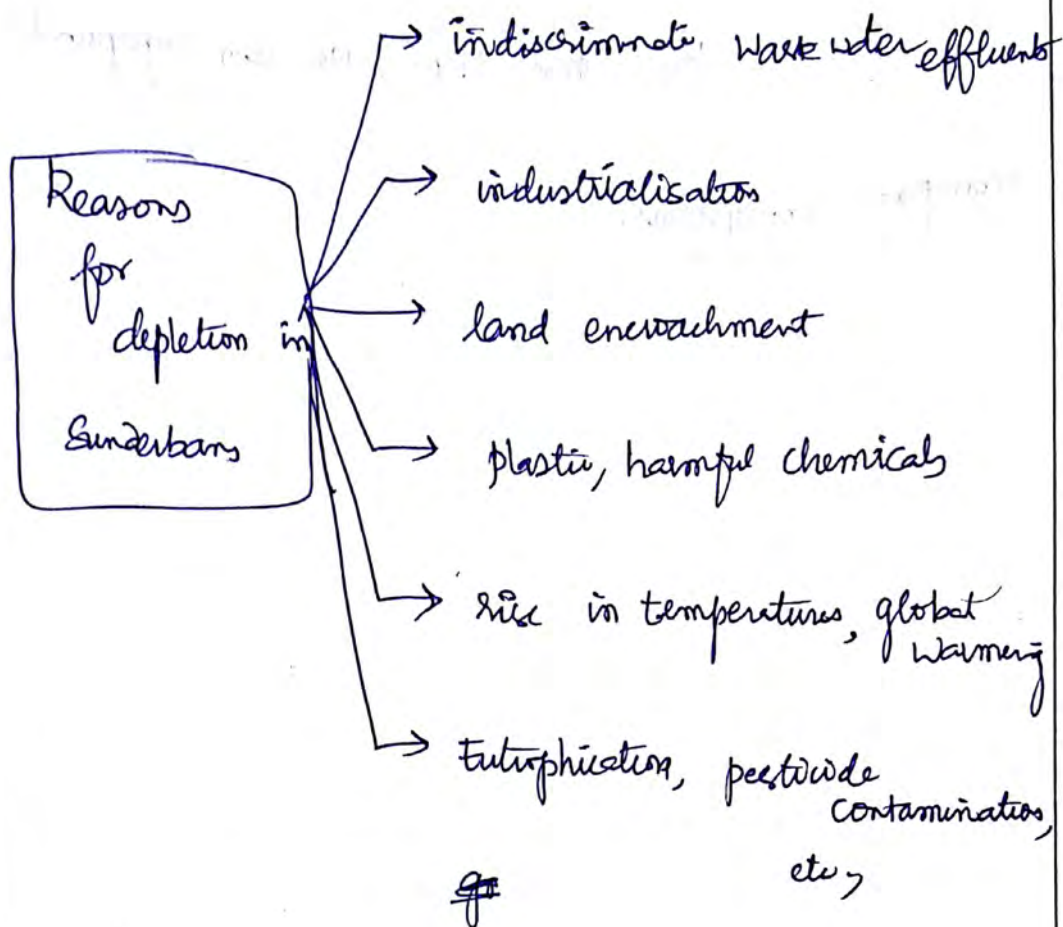 Reasons
for
depletion in
Sunderbans
indiscriminate waste water effluent
industrialisation
land encroachment
plastic, harmful chemicals
rise in temperatures, global
warming
Eutrophication, pesticide
contamination,
etc,